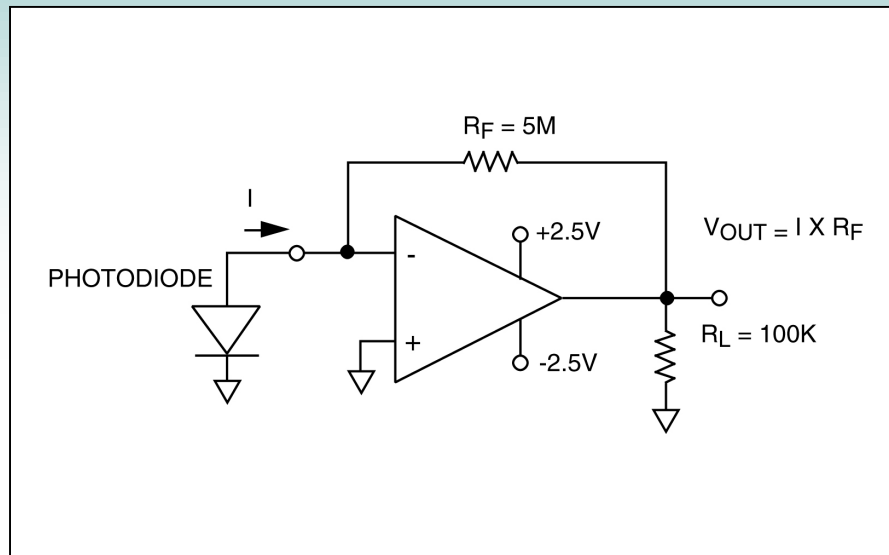 R_F = 5M
I
+2.5V
V_OUT = I X R_F
-
PHOTODIODE
+
R_L = 100K
-2.5V